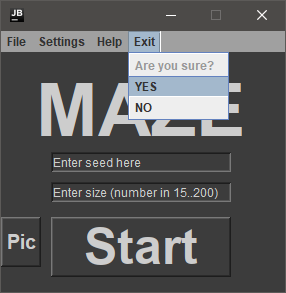 JB
File Settings Help Exit
Are you sure?
YES
NO
MAZE
Enter seed here
Enter size (number in 15..200)
Pic
Start